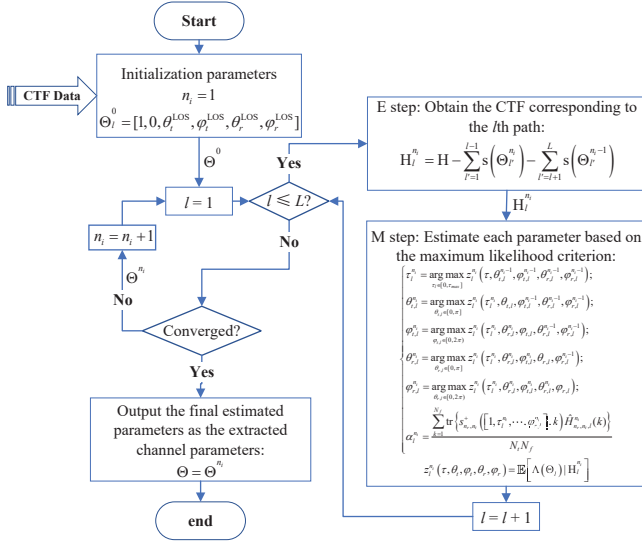 Start
CTF Data
Initialization parameters
n_i = 1
Θ_l^0 = [1, 0, θ_t^LOS, φ_t^LOS, θ_r^LOS, φ_r^LOS]
Θ^0
l = 1
l ≤ L?
Yes
No
n_i = n_i + 1
Θ^{n_i}
No
Converged?
Yes
Output the final estimated
parameters as the extracted
channel parameters:
Θ = Θ^{n_i}
end
E step: Obtain the CTF corresponding to
the lth path:
H_l^{n_i} = H − ∑_{l'=1}^{l−1} s(Θ_{l'}^{n_i}) − ∑_{l'=l+1}^{L} s(Θ_{l'}^{n_i−1})
H_l^{n_i}
M step: Estimate each parameter based on
the maximum likelihood criterion:
τ_l^{n_i} = arg max_{τ_l∈[0,τ_max]} z_l^{n_i}(τ, θ_{r,l}^{n_i−1}, φ_{r,l}^{n_i−1}, θ_{r,l}^{n_i−1}, φ_{r,l}^{n_i−1});
θ_{r,l}^{n_i} = arg max_{θ_{r,l}∈[0,π]} z_l^{n_i}(τ_l^{n_i}, θ_{r,l}, φ_{r,l}^{n_i−1}, θ_{r,l}^{n_i−1}, φ_{r,l}^{n_i−1});
φ_{r,l}^{n_i} = arg max_{φ_{r,l}∈[0,2π)} z_l^{n_i}(τ_l^{n_i}, θ_{r,l}^{n_i}, φ_{r,l}, θ_{r,l}^{n_i−1}, φ_{r,l}^{n_i−1});
θ_{r,l}^{n_i} = arg max_{θ_{r,l}∈[0,π]} z_l^{n_i}(τ_l^{n_i}, θ_{r,l}^{n_i}, φ_{r,l}^{n_i}, θ_{r,l}, φ_{r,l}^{n_i−1});
φ_{r,l}^{n_i} = arg max_{θ_{r,l}∈[0,2π)} z_l^{n_i}(τ_l^{n_i}, θ_{r,l}^{n_i}, φ_{r,l}^{n_i}, θ_{r,l}^{n_i}, φ_{r,l});
z_l^{n_i}(τ, θ_t, φ_t, θ_r, φ_r) = 𝔼[Λ(Θ_l) | H_l^{n_i}]
l = l + 1